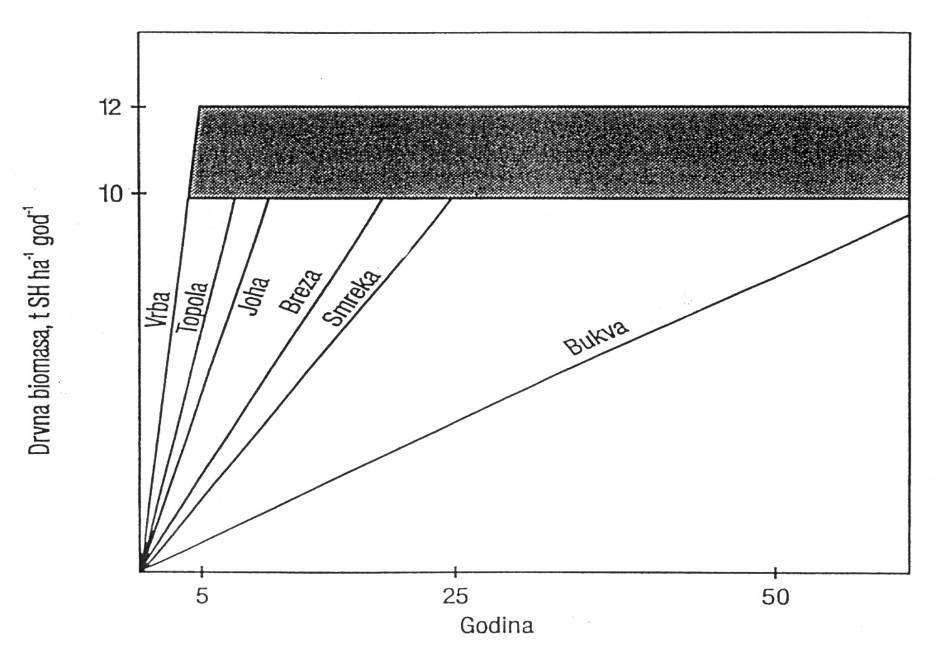 12
10
Drvna biomasa, t SH ha⁻¹ god⁻¹
Vrba
Topola
Joha
Breza
Smreka
Bukva
5
25
50
Godina